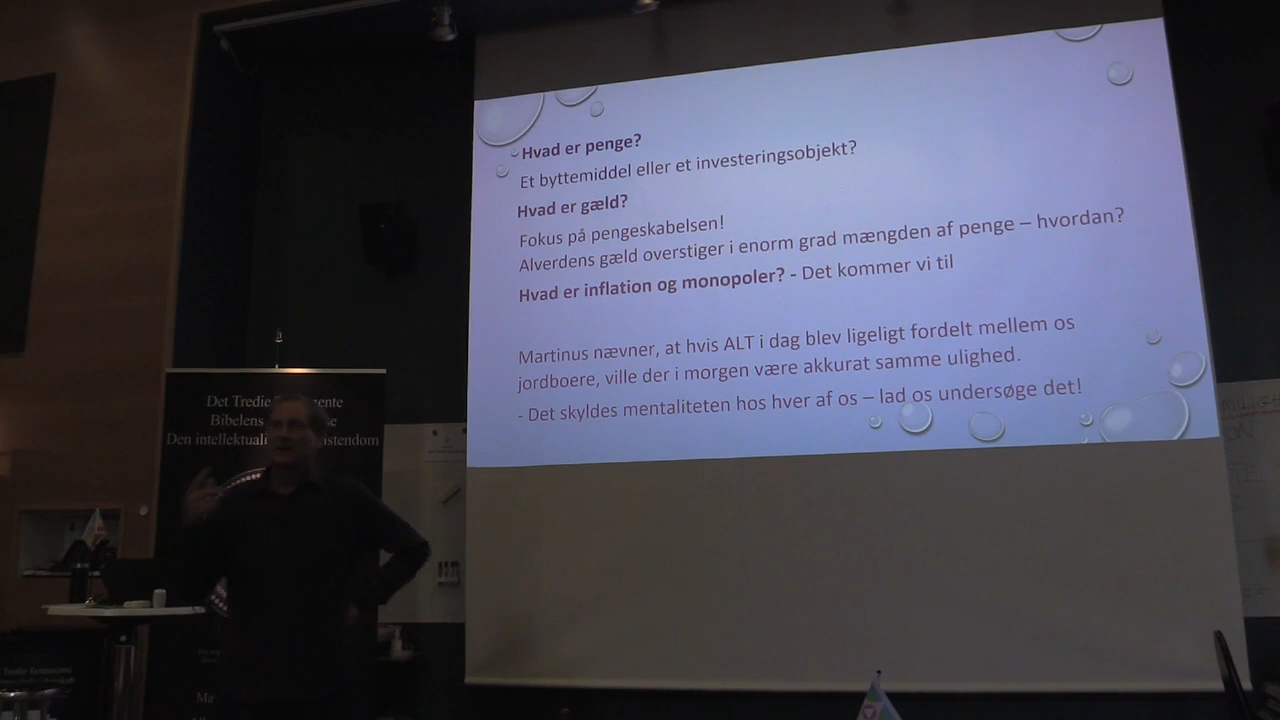 Hvad er penge?
Et byttemiddel eller et investeringsobjekt?
Hvad er gæld?
Fokus på pengeskabelsen!
Alverdens gæld overstiger i enorm grad mængden af penge – hvordan?
Hvad er inflation og monopoler? - Det kommer vi til
Martinus nævner, at hvis ALT i dag blev ligeligt fordelt mellem os
jordboere, ville der i morgen være akkurat samme ulighed.
- Det skyldes mentaliteten hos hver af os – lad os undersøge det!
Det Tredie
Bibelens
Den